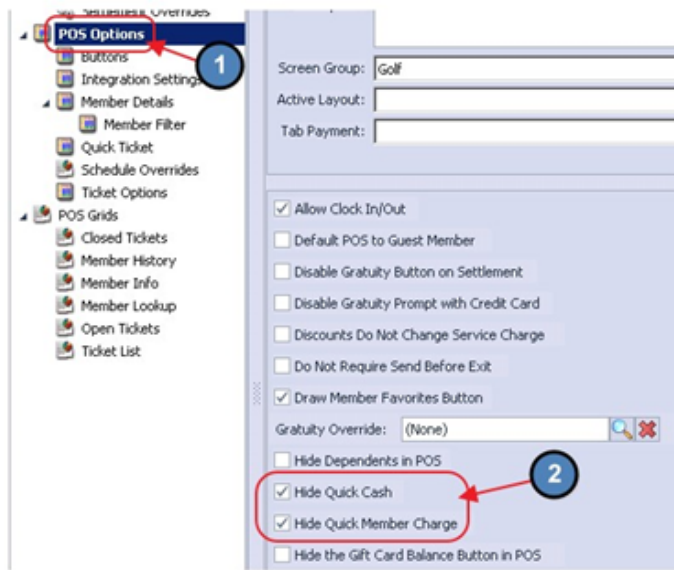 Settlement Overrides
POS Options
1
Buttons
Integration Settings
Member Details
Member Filter
Quick Ticket
Schedule Overrides
Ticket Options
POS Grids
Closed Tickets
Member History
Member Info
Member Lookup
Open Tickets
Ticket List
Screen Group: Golf
Active Layout:
Tab Payment:
Allow Clock In/Out
Default POS to Guest Member
Disable Gratuity Button on Settlement
Disable Gratuity Prompt with Credit Card
Discounts Do Not Change Service Charge
Do Not Require Send Before Exit
Draw Member Favorites Button
Gratuity Override: (None)
Hide Dependents in POS
2
Hide Quick Cash
Hide Quick Member Charge
Hide the Gift Card Balance Button in POS